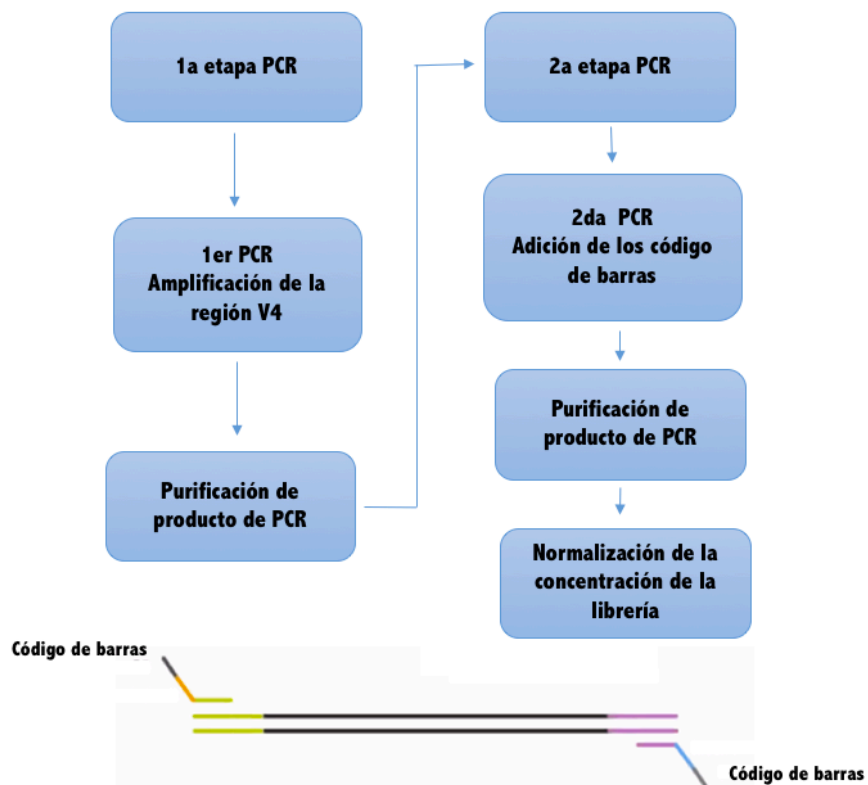 1a etapa PCR
1er PCR
Amplificación de la
región V4
Purificación de
producto de PCR
2a etapa PCR
2da PCR
Adición de los código
de barras
Purificación de
producto de PCR
Normalización de la
concentración de la
librería
Código de barras
Código de barras